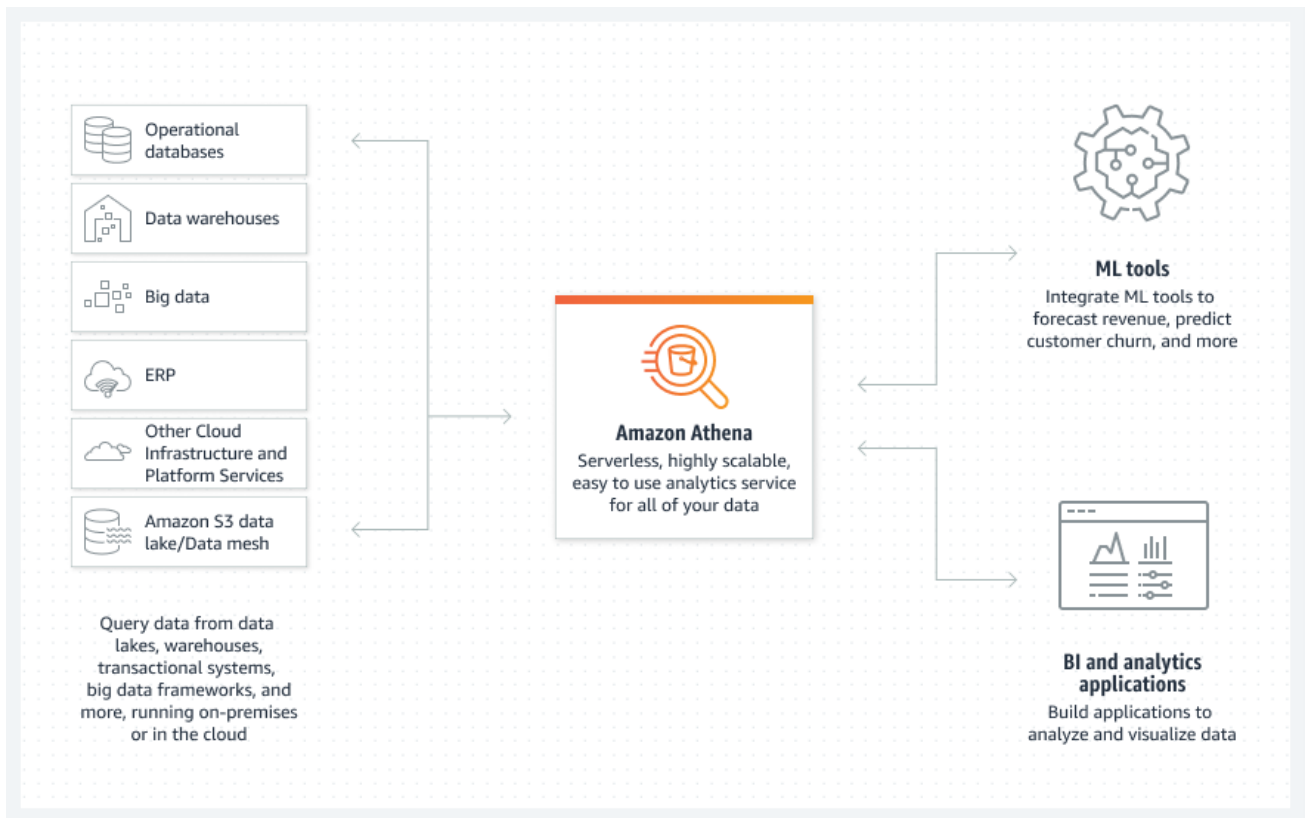 Operational
databases
Data warehouses
Big data
ERP
Other Cloud
Infrastructure and
Platform Services
Amazon S3 data
lake/Data mesh
Query data from data
lakes, warehouses,
transactional systems,
big data frameworks, and
more, running on-premises
or in the cloud
Amazon Athena
Serverless, highly scalable,
easy to use analytics service
for all of your data
ML tools
Integrate ML tools to
forecast revenue, predict
customer churn, and more
BI and analytics
applications
Build applications to
analyze and visualize data